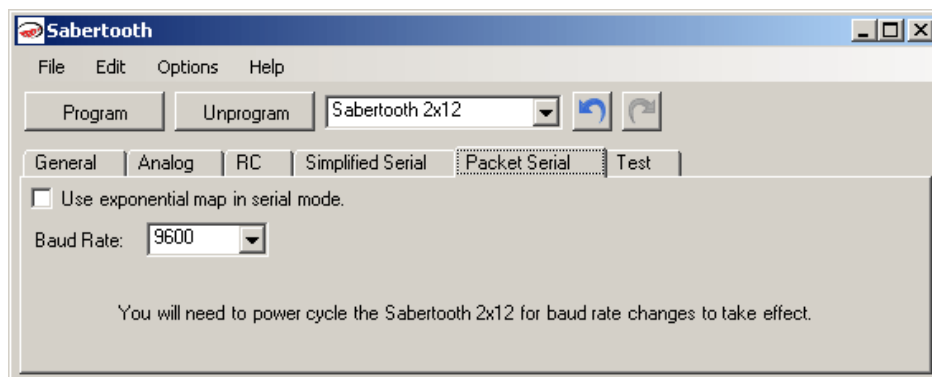 Sabertooth
File Edit Options Help
Program Unprogram Sabertooth 2x12
General Analog RC Simplified Serial Packet Serial Test
Use exponential map in serial mode.
Baud Rate: 9600
You will need to power cycle the Sabertooth 2x12 for baud rate changes to take effect.